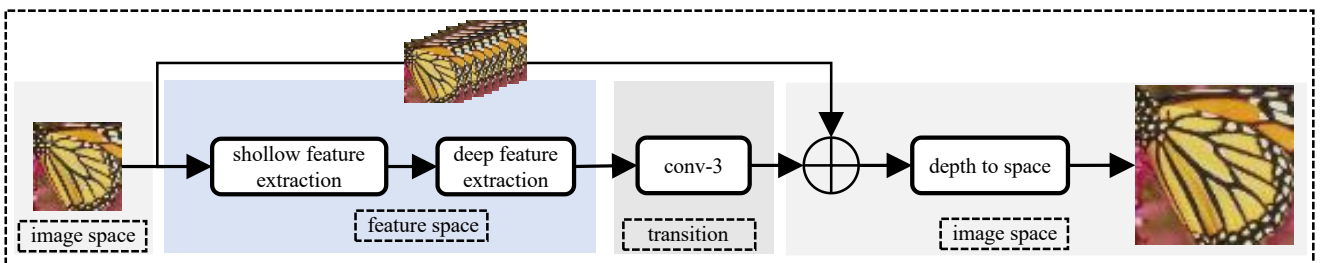 shollow feature
extraction
deep feature
extraction
conv-3
depth to space
image space
feature space
transition
image space